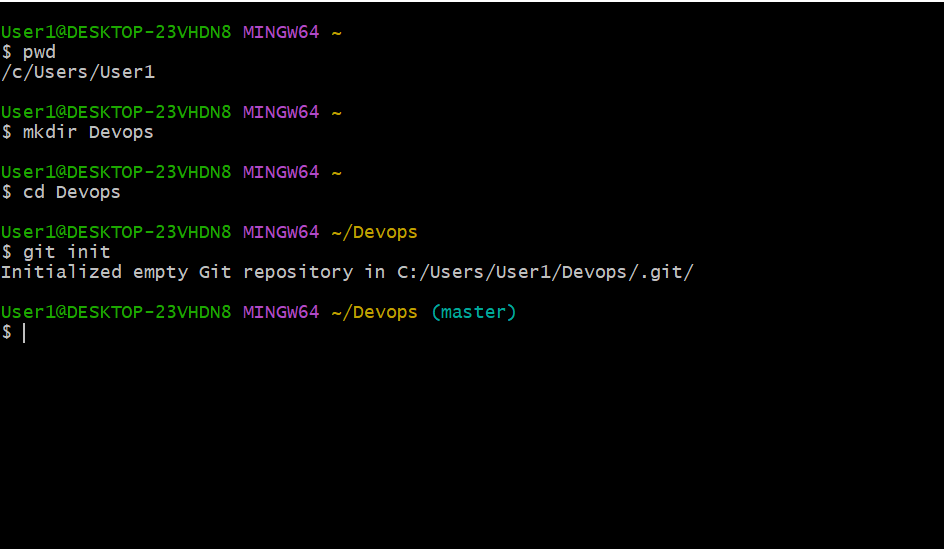 User1@DESKTOP-23VHDN8 MINGW64 ~
$ pwd
/c/Users/User1
User1@DESKTOP-23VHDN8 MINGW64 ~
$ mkdir Devops
User1@DESKTOP-23VHDN8 MINGW64 ~
$ cd Devops
User1@DESKTOP-23VHDN8 MINGW64 ~/Devops
$ git init
Initialized empty Git repository in C:/Users/User1/Devops/.git/
User1@DESKTOP-23VHDN8 MINGW64 ~/Devops (master)
$